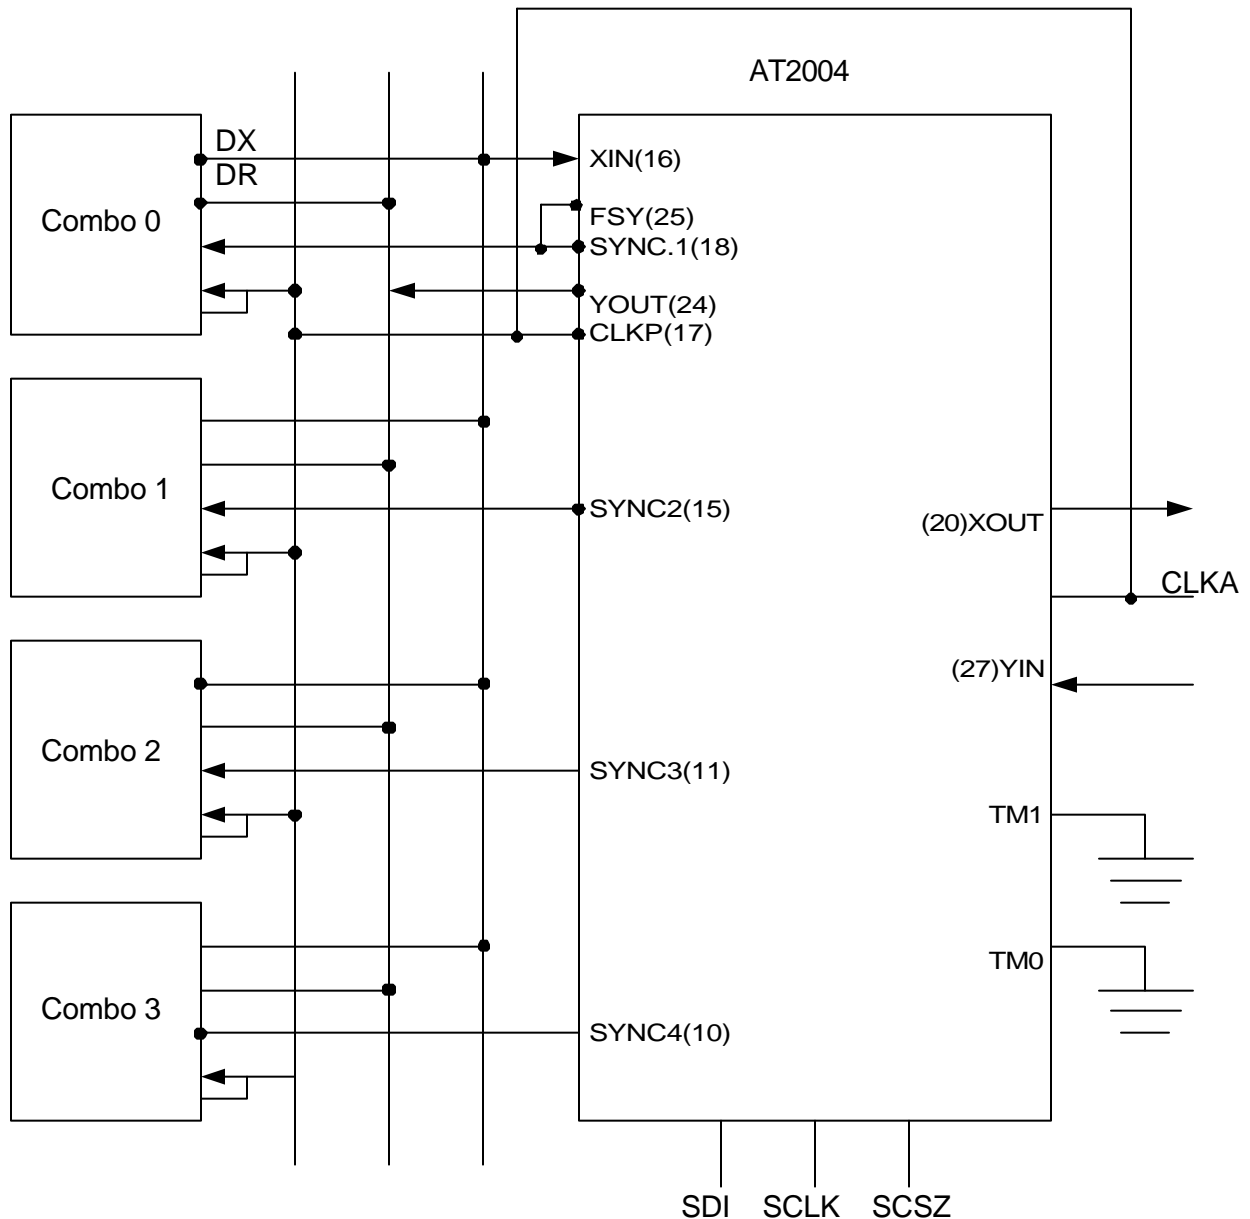 AT2004
DX
DR
Combo 0
XIN(16)
FSY(25)
SYNC.1(18)
YOUT(24)
CLKP(17)
Combo 1
SYNC2(15)
(20)XOUT
CLKA
(27)YIN
Combo 2
SYNC3(11)
TM1
TM0
Combo 3
SYNC4(10)
SDI SCLK SCSZ